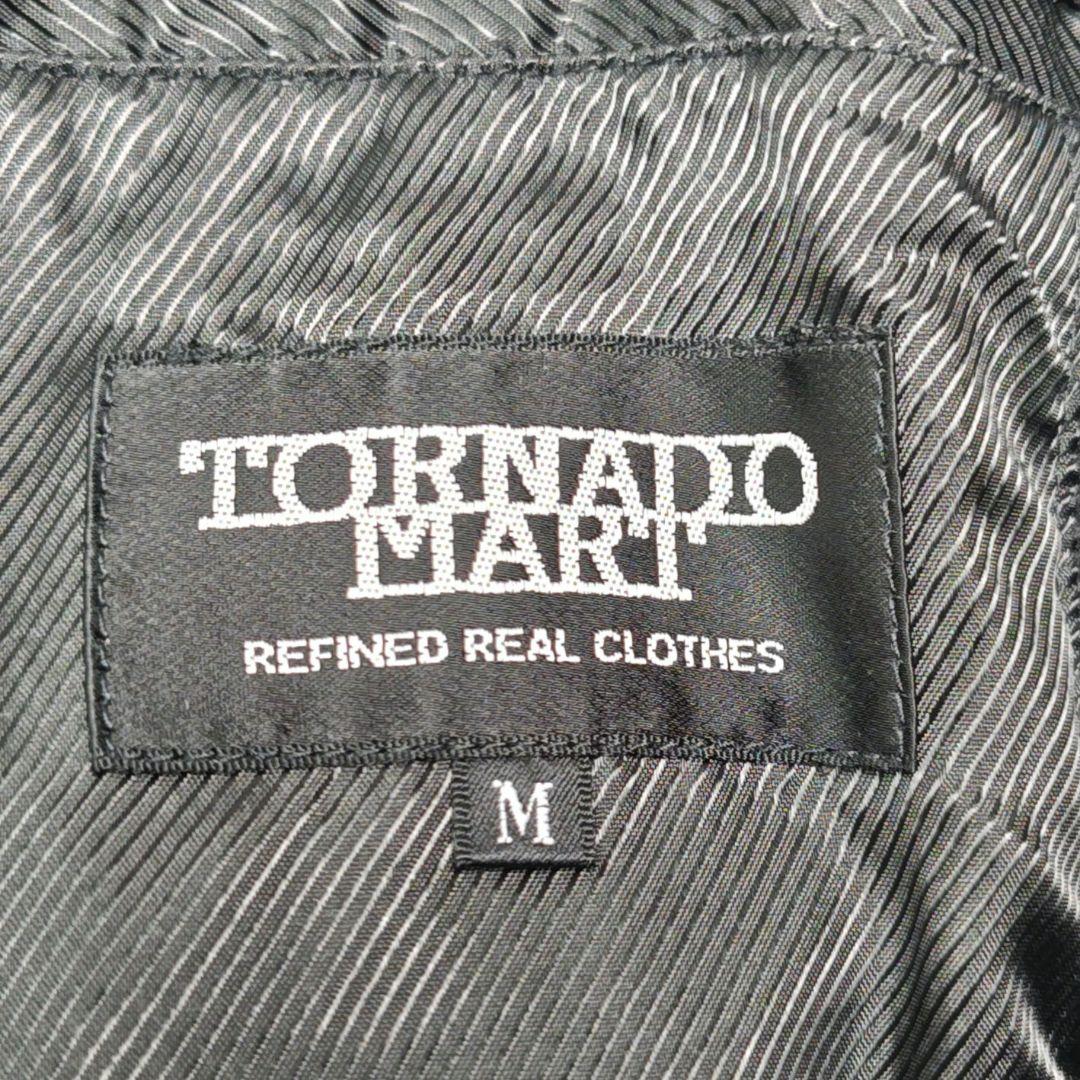 TORNADO
MART
REFINED REAL CLOTHES
M